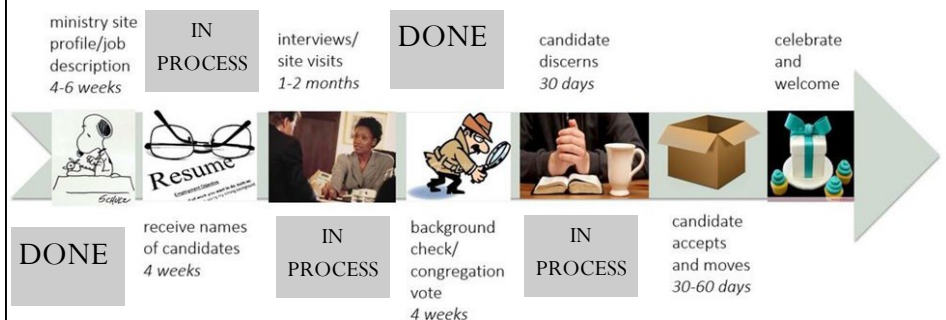 ministry site
profile/job
description
4-6 weeks
IN
PROCESS
interviews/
site visits
1-2 months
DONE
candidate
discerns
30 days
celebrate
and
welcome
SCHULZ
Resume
Employment Objective
DONE
receive names
of candidates
4 weeks
IN
PROCESS
background
check/
congregation
vote
4 weeks
IN
PROCESS
candidate
accepts
and moves
30-60 days